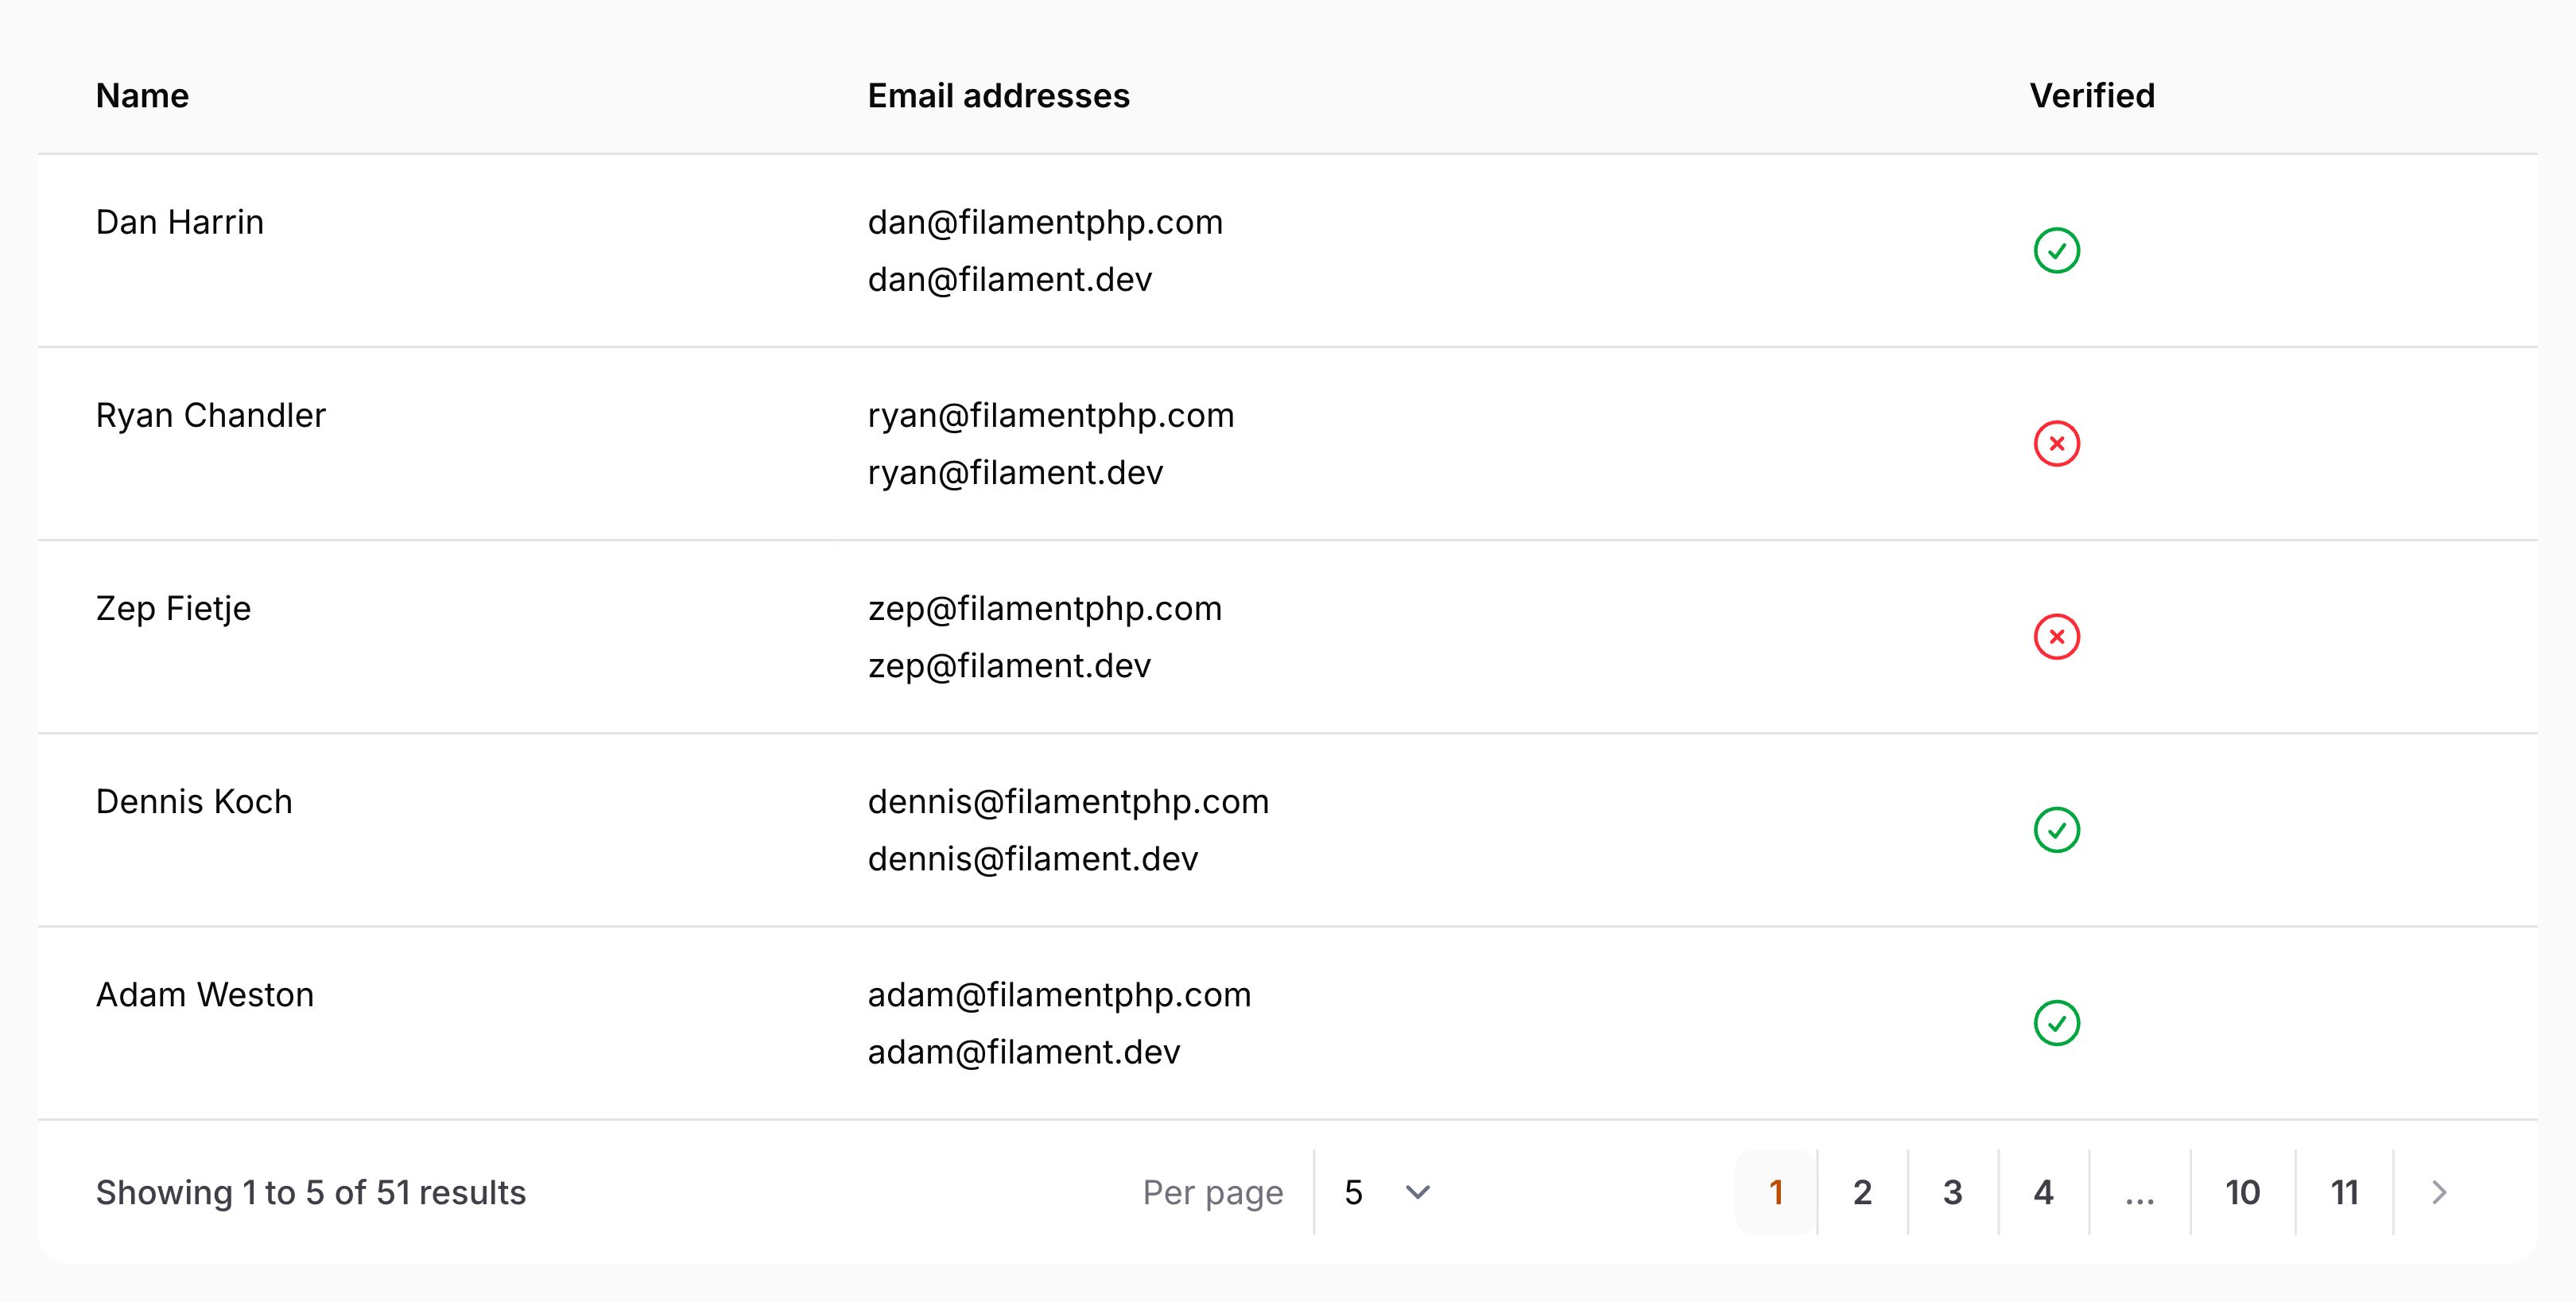 Name Email addresses Verified
Dan Harrin dan@filamentphp.com
dan@filament.dev
Ryan Chandler ryan@filamentphp.com
ryan@filament.dev
Zep Fietje zep@filamentphp.com
zep@filament.dev
Dennis Koch dennis@filamentphp.com
dennis@filament.dev
Adam Weston adam@filamentphp.com
adam@filament.dev
Showing 1 to 5 of 51 results Per page 5 1 2 3 4 ... 10 11